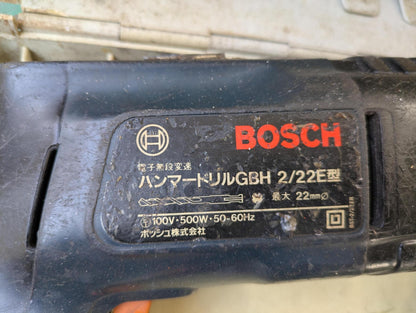 BOSCH
電子無段変速
ハンマードリルGBH 2/22E型
最大 22mmø
100V・500W・50-60Hz
ボッシュ株式会社